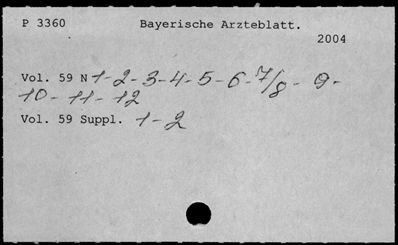 P 3360 Bayerische Arzteblatt.
2004
Vol. 59 N 1-2-3-4-5-6-7/8-9-
10-11-12
Vol. 59 Suppl. 1-2